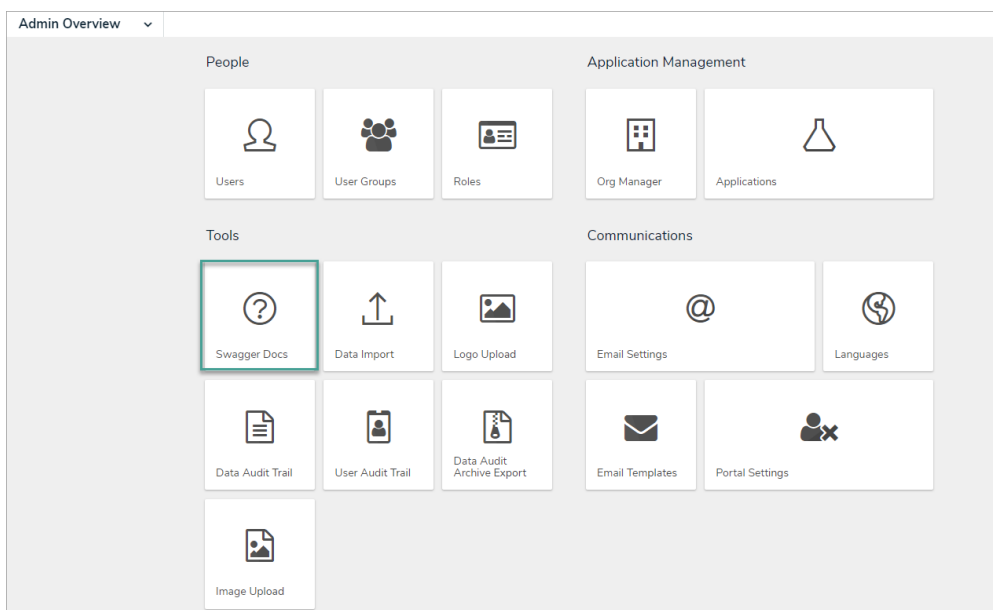 Admin Overview
People
Application Management
Users
User Groups
Roles
Org Manager
Applications
Tools
Communications
Swagger Docs
Data Import
Logo Upload
@
Email Settings
Languages
Data Audit Trail
User Audit Trail
Data Audit
Archive Export
Email Templates
Portal Settings
Image Upload